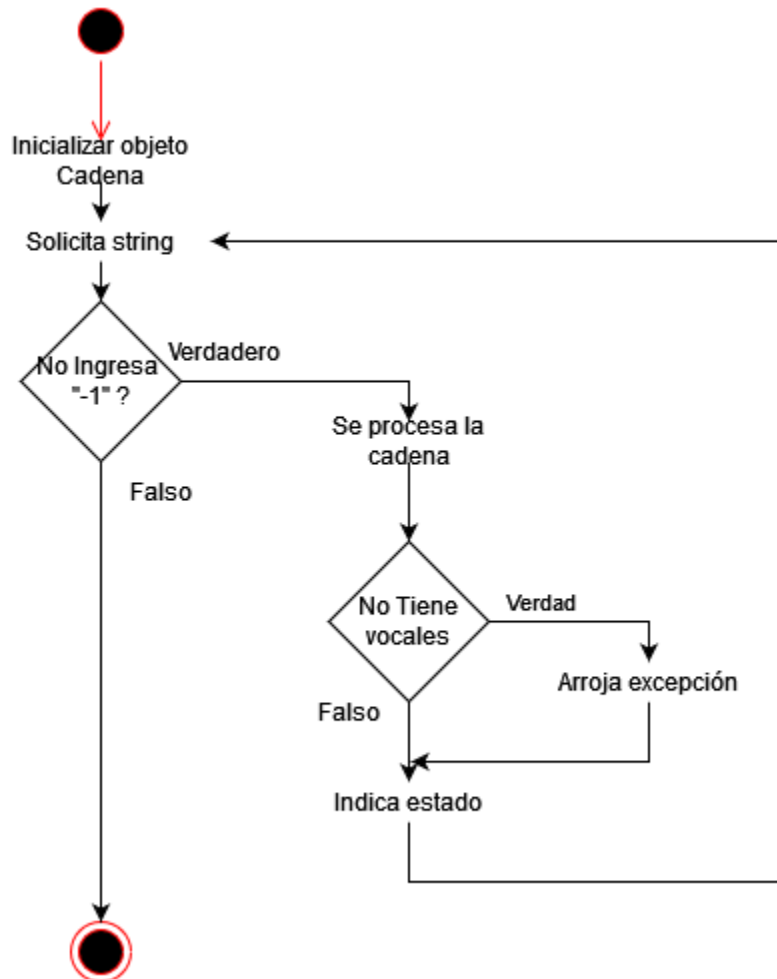 Inicializar objeto
Cadena
Solicita string
No Ingresa
"-1" ?
Verdadero
Se procesa la
cadena
Falso
No Tiene
vocales
Verdad
Arroja excepción
Falso
Indica estado